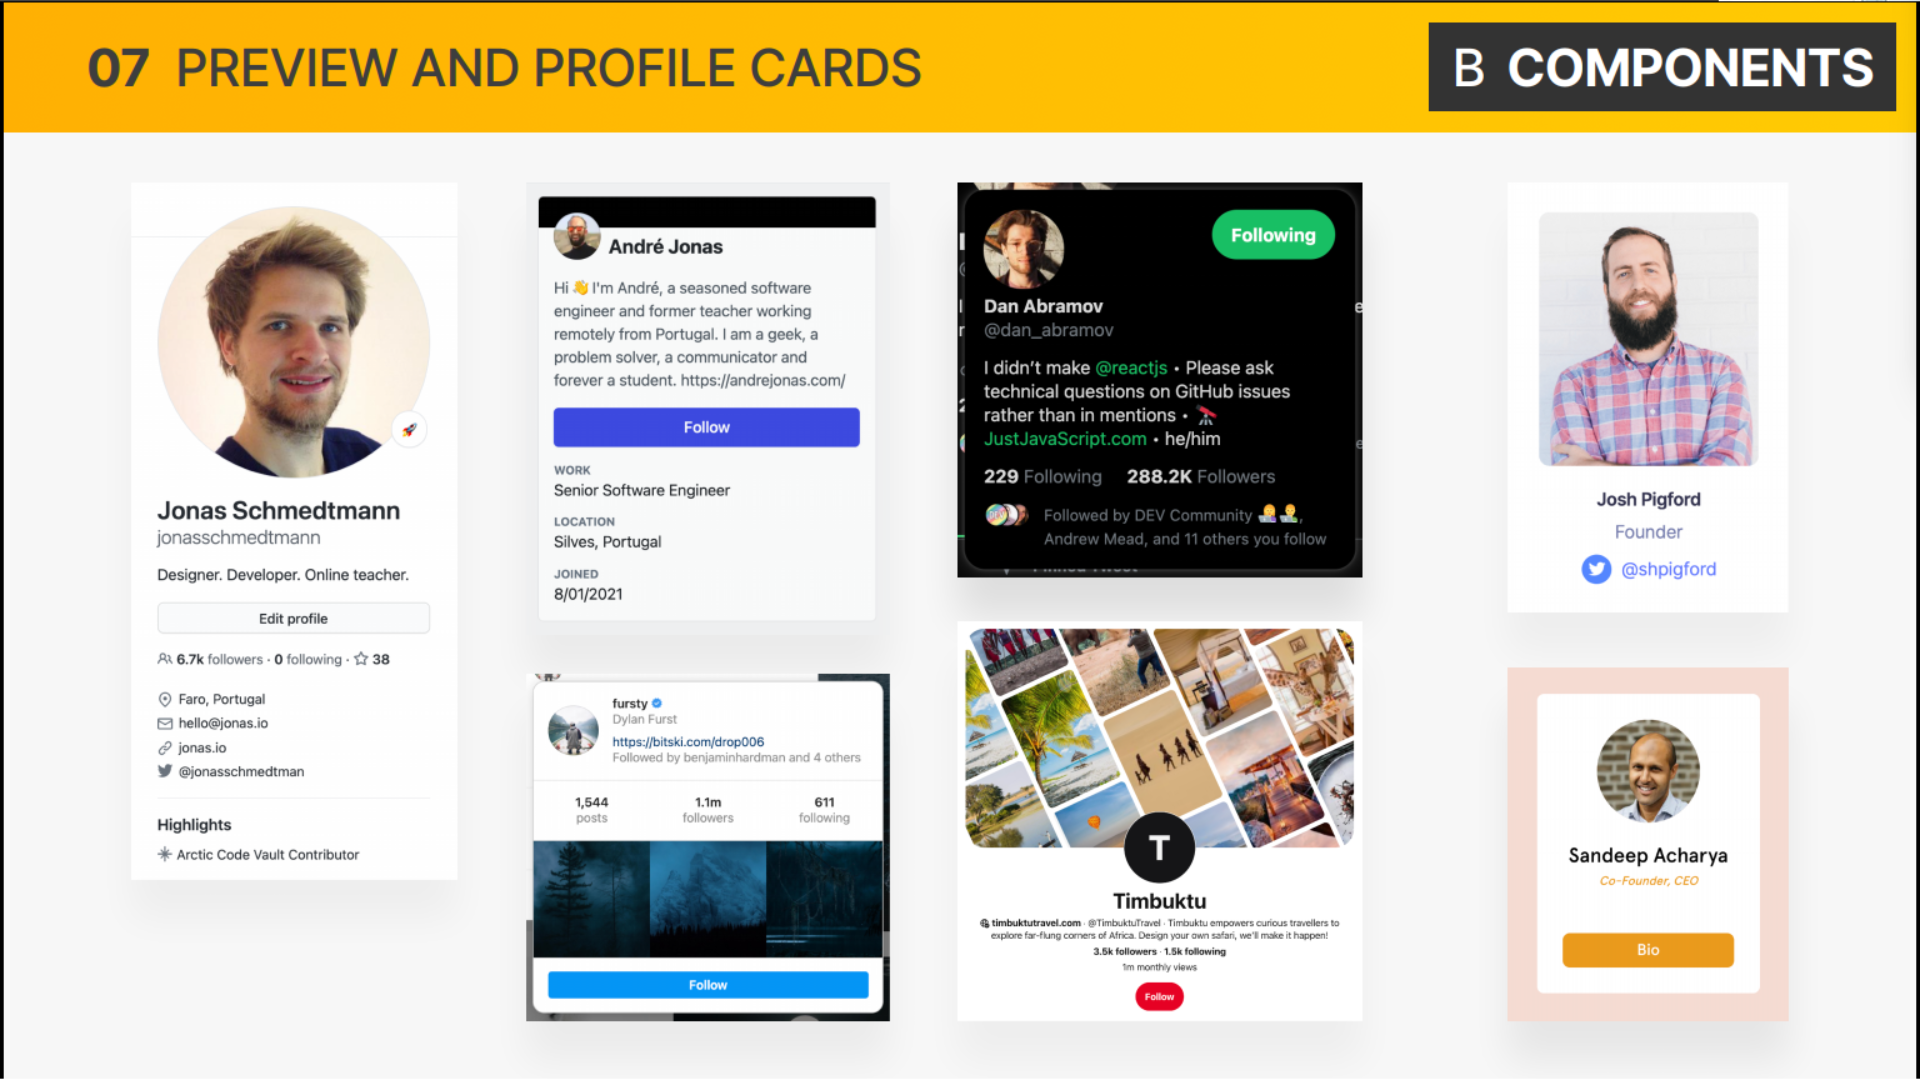 07 PREVIEW AND PROFILE CARDS
B COMPONENTS
Jonas Schmedtmann
jonasschmedtmann
Designer. Developer. Online teacher.
Edit profile
6.7k followers · 0 following · 38
Faro, Portugal
hello@jonas.io
jonas.io
@jonasschmedtman
Highlights
Arctic Code Vault Contributor
André Jonas
Hi 👋 I'm André, a seasoned software
engineer and former teacher working
remotely from Portugal. I am a geek, a
problem solver, a communicator and
forever a student. https://andrejonas.com/
Follow
WORK
Senior Software Engineer
LOCATION
Silves, Portugal
JOINED
8/01/2021
fursty
Dylan Furst
https://bitski.com/drop006
Followed by benjaminhardman and 4 others
1,544 posts
1.1m followers
611 following
Follow
Following
Dan Abramov
@dan_abramov
I didn't make @reactjs • Please ask
technical questions on GitHub issues
rather than in mentions • 🔭
JustJavaScript.com • he/him
229 Following 288.2K Followers
Followed by DEV Community 👩‍💻👨‍💻,
Andrew Mead, and 11 others you follow
T
Timbuktu
timbuktutravel.com · @TimbuktuTravel · Timbuktu empowers curious travellers to
explore far-flung corners of Africa. Design your own safari, we'll make it happen!
3.5k followers · 1.5k following
1m monthly views
Follow
Josh Pigford
Founder
@shpigford
Sandeep Acharya
Co-Founder, CEO
Bio